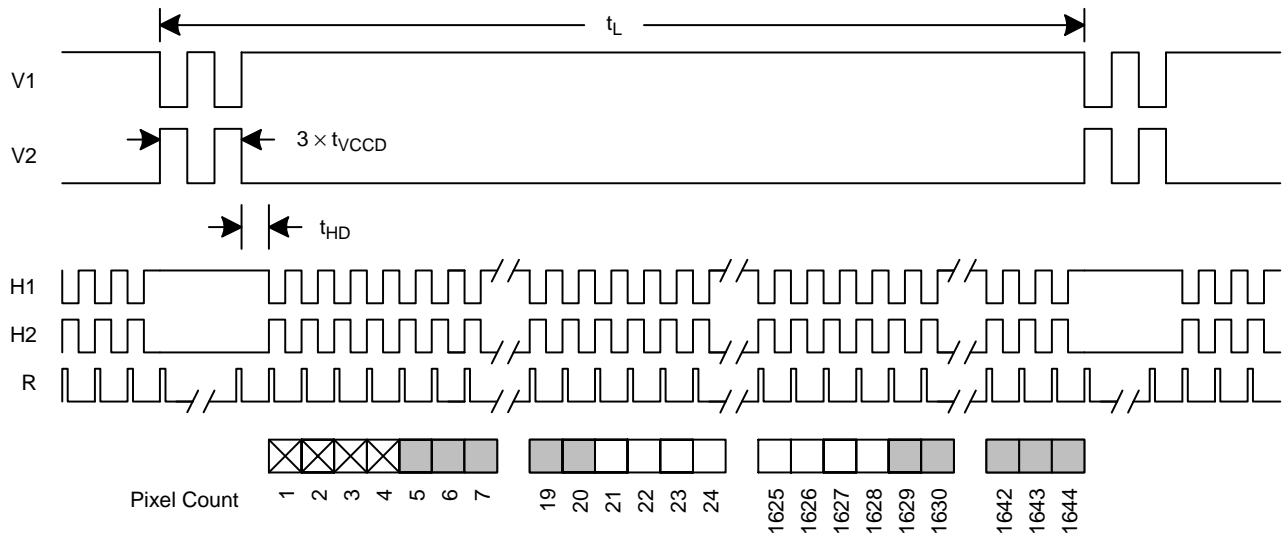 tL
V1
3 × tVCCD
V2
tHD
H1
H2
R
Pixel Count 1 2 3 4 5 6 7 19 20 21 22 23 24 1625 1626 1627 1628 1629 1630 1642 1643 1644